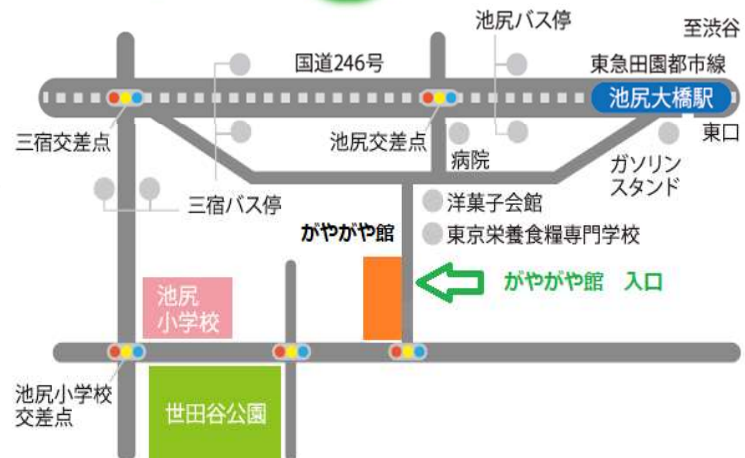 池尻バス停
至渋谷
国道246号
東急田園都市線
池尻大橋駅
三宿交差点
池尻交差点
東口
病院
ガソリン
スタンド
三宿バス停
洋菓子会館
がやがや館
東京栄養食糧専門学校
がやがや館 入口
池尻
小学校
池尻小学校
交差点
世田谷公園